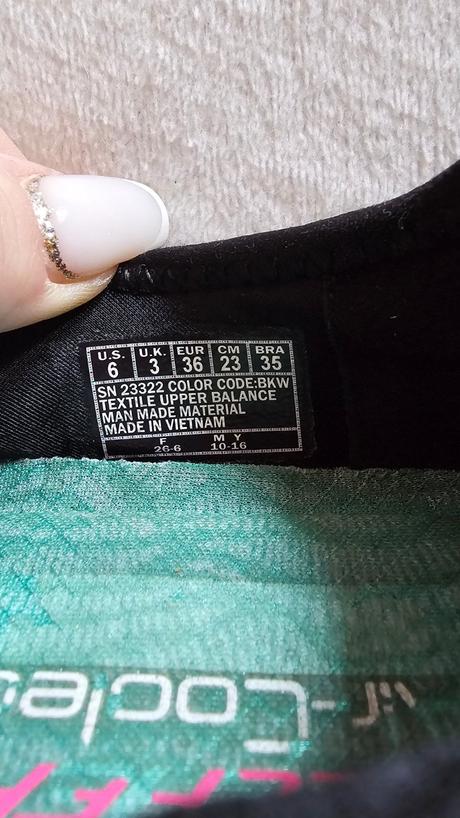 U.S. U.K. EUR CM BRA
6 3 36 23 35
SN 23322 COLOR CODE:BKW
TEXTILE UPPER BALANCE
MAN MADE MATERIAL
MADE IN VIETNAM
F M Y
26-6 10-16
r-Cooled